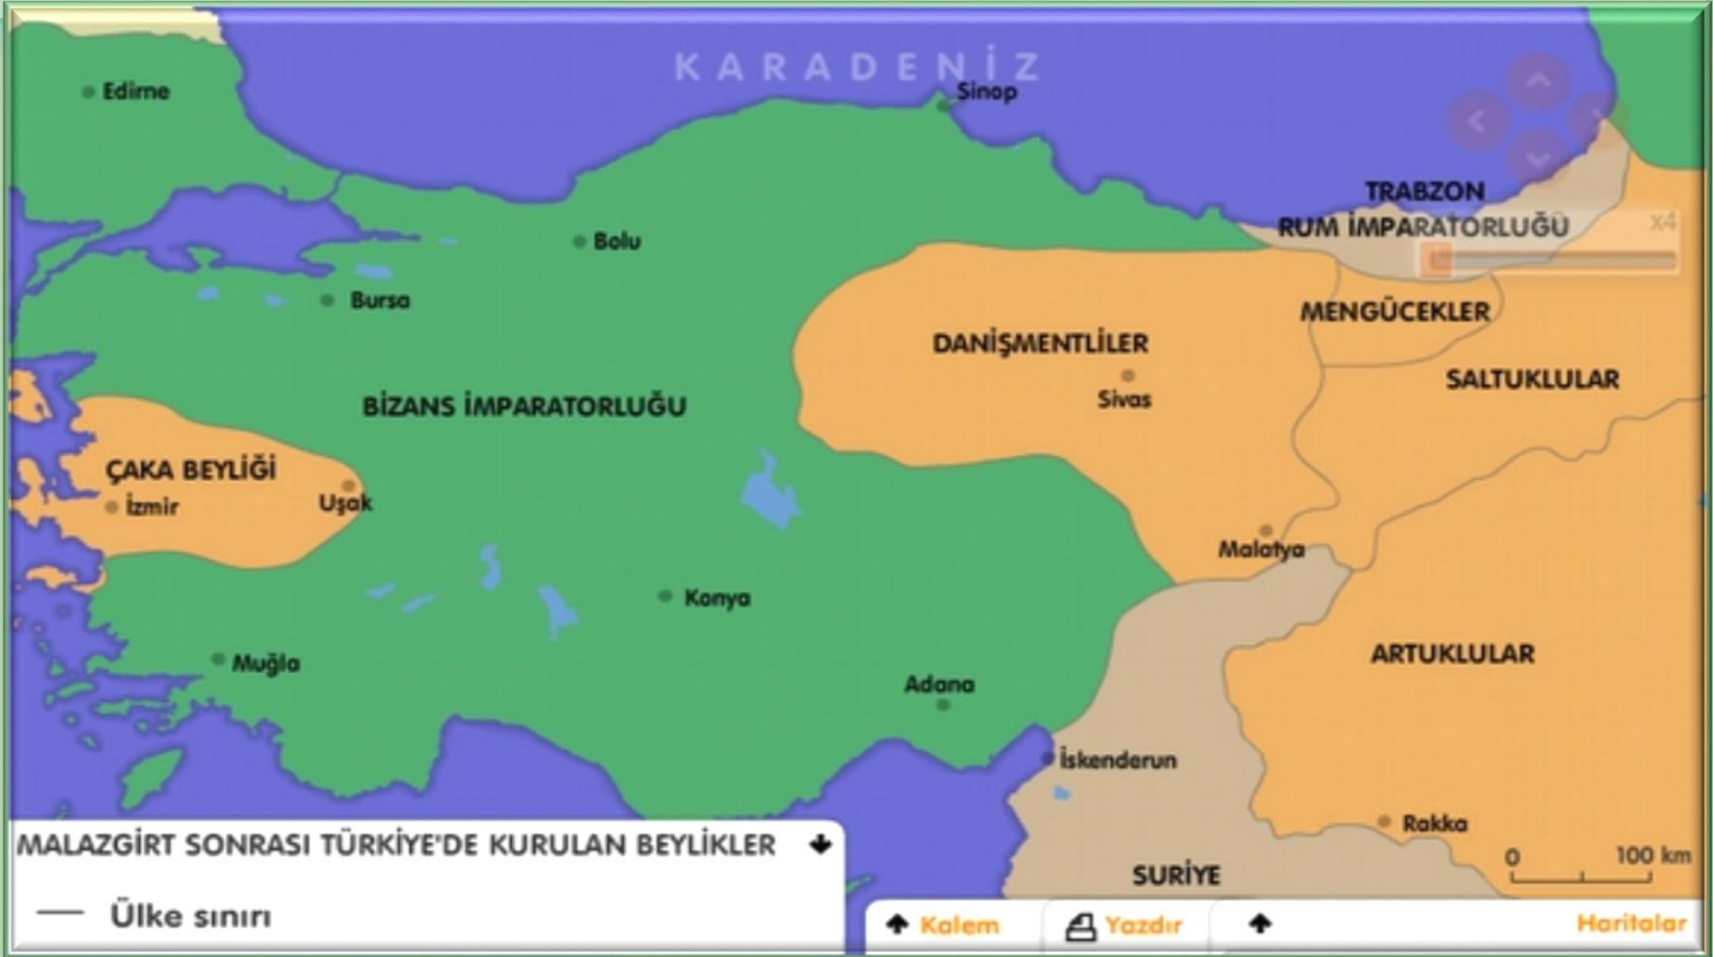 KARADENİZ
Edirne
Sinop
TRABZON
RUM İMPARATORLUĞU
x4
Bolu
Bursa
MENGÜCEKLER
DANİŞMENTLİLER
SALTUKLULAR
Sivas
BİZANS İMPARATORLUĞU
ÇAKA BEYLİĞİ
İzmir
Uşak
Malatya
Konya
ARTUKLULAR
Muğla
Adana
İskenderun
Rakka
SURİYE
0 100 km
MALAZGİRT SONRASI TÜRKİYE'DE KURULAN BEYLİKLER
Ülke sınırı
Kalem
Yazdır
Haritalar